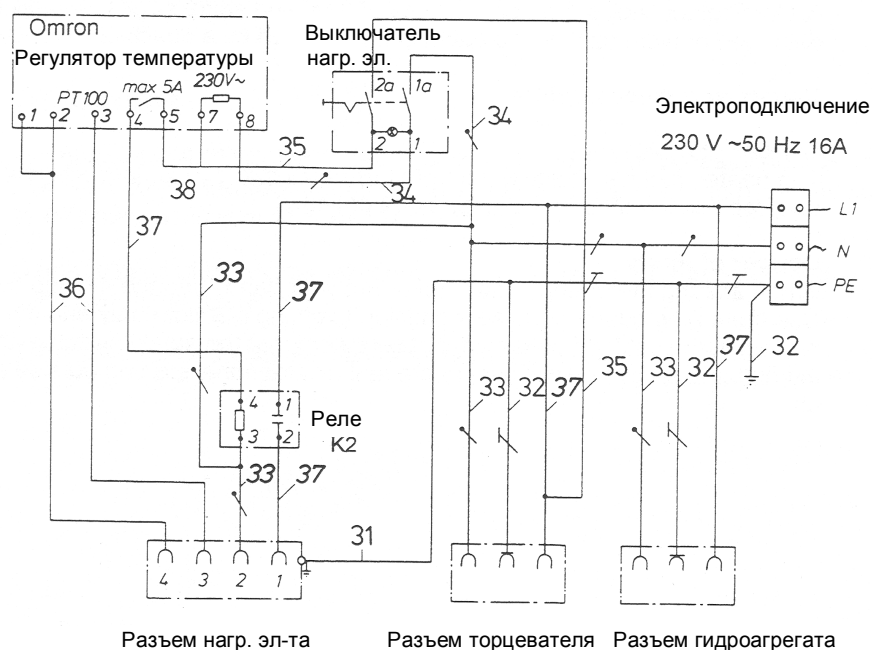 Omron
Регулятор температуры
Выключатель
нагр. эл.
PT100
max 5A
230V~
1 2 3 4 5 7 8
2a 1a
2 1
34
Электроподключение
230 V ~50 Hz 16A
35
38
34
L1
N
PE
37
33
37
36
33 32 37 35 33 32 37 32
4 1
3 2
Реле
K2
33 37
31
4 3 2 1
Разъем нагр. эл-та
Разъем торцевателя
Разъем гидроагрегата